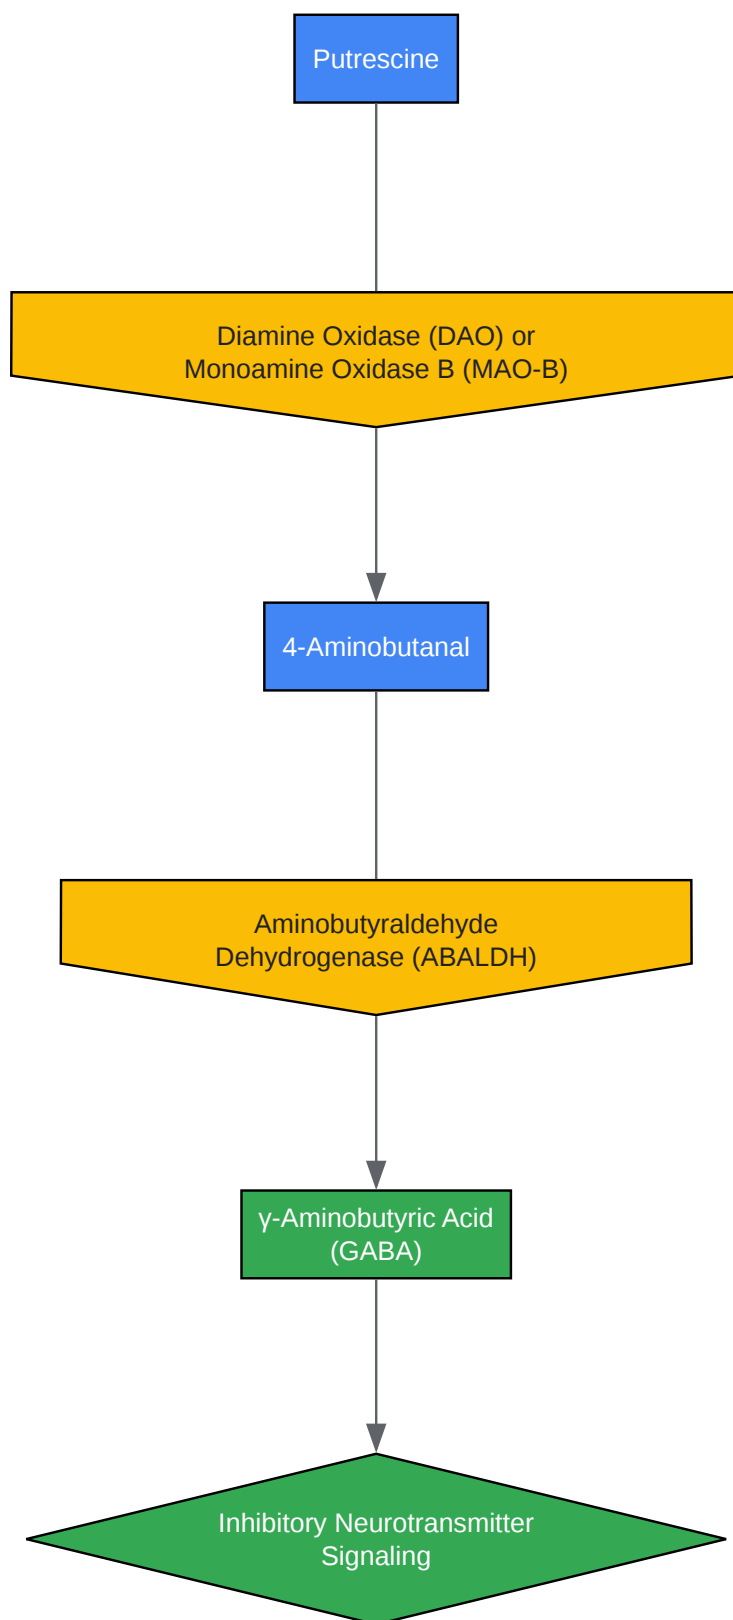 Putrescine
Diamine Oxidase (DAO) or
Monoamine Oxidase B (MAO-B)
4-Aminobutanal
Aminobutyraldehyde
Dehydrogenase (ABALDH)
γ-Aminobutyric Acid
(GABA)
Inhibitory Neurotransmitter
Signaling